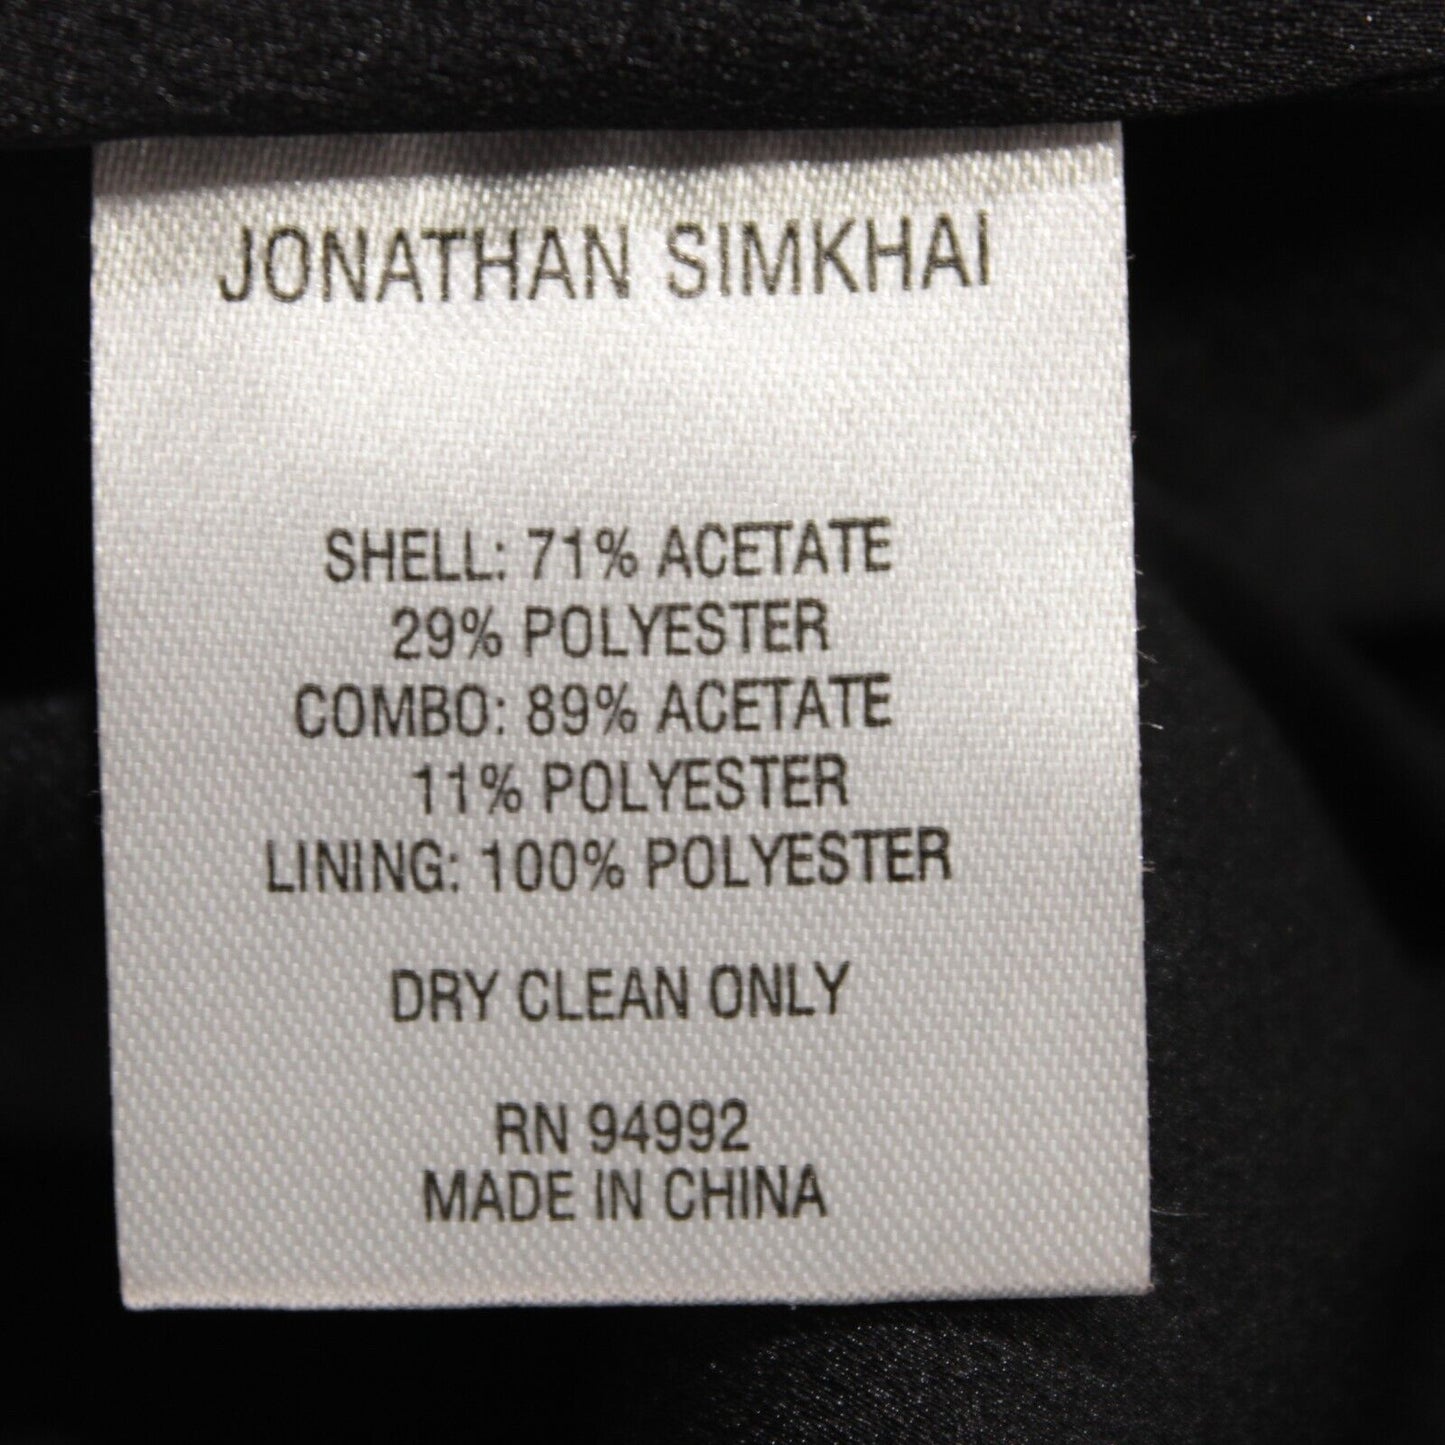 JONATHAN SIMKHAI
SHELL: 71% ACETATE
29% POLYESTER
COMBO: 89% ACETATE
11% POLYESTER
LINING: 100% POLYESTER
DRY CLEAN ONLY
RN 94992
MADE IN CHINA